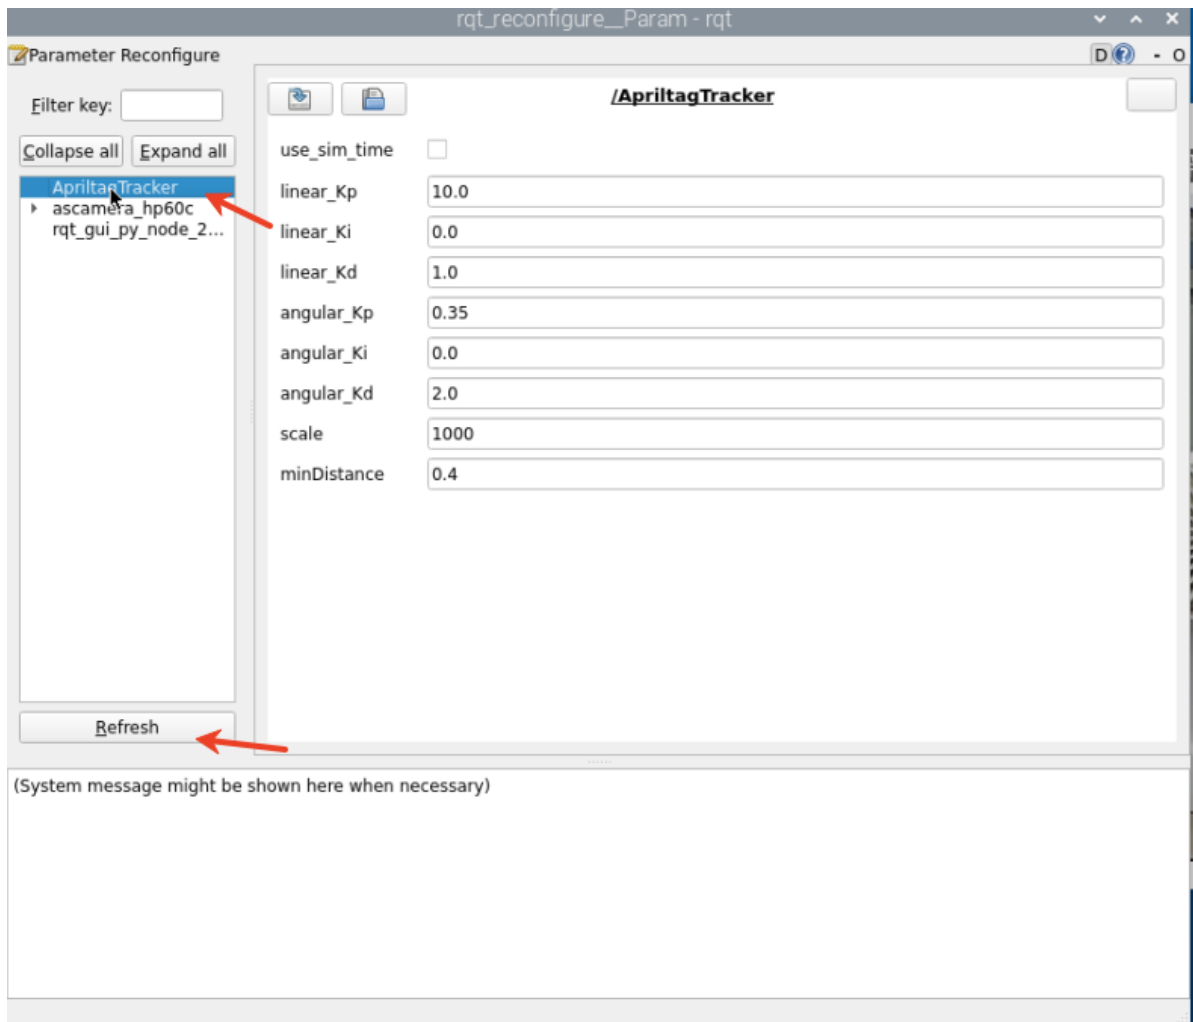 rqt_reconfigure__Param - rqt
Parameter Reconfigure
D - O
Filter key:
/ApriltagTracker
Collapse all Expand all
ApriltagTracker
ascamera_hp60c
rqt_gui_py_node_2...
use_sim_time
linear_Kp 10.0
linear_Ki 0.0
linear_Kd 1.0
angular_Kp 0.35
angular_Ki 0.0
angular_Kd 2.0
scale 1000
minDistance 0.4
Refresh
(System message might be shown here when necessary)